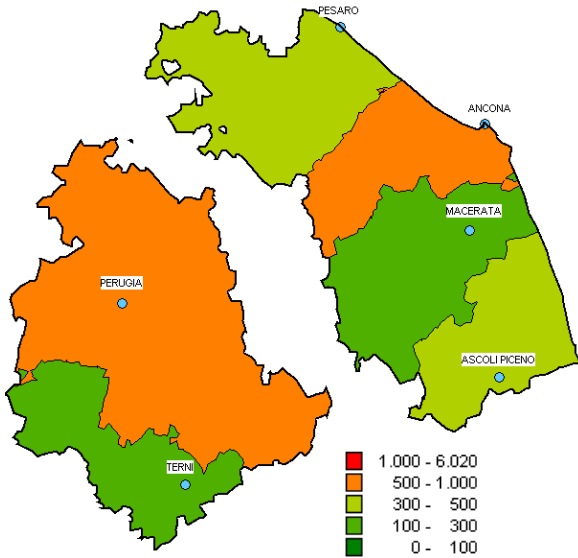 PESARO
ANCONA
MACERATA
PERUGIA
ASCOLI PICENO
TERNI
1.000 - 6.020
500 - 1.000
300 - 500
100 - 300
0 - 100